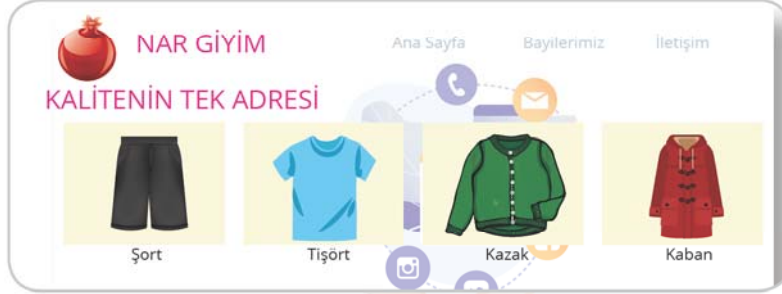 NAR GİYİM
Ana Sayfa Bayilerimiz İletişim
KALİTENİN TEK ADRESİ
Şort Tişört Kazak Kaban